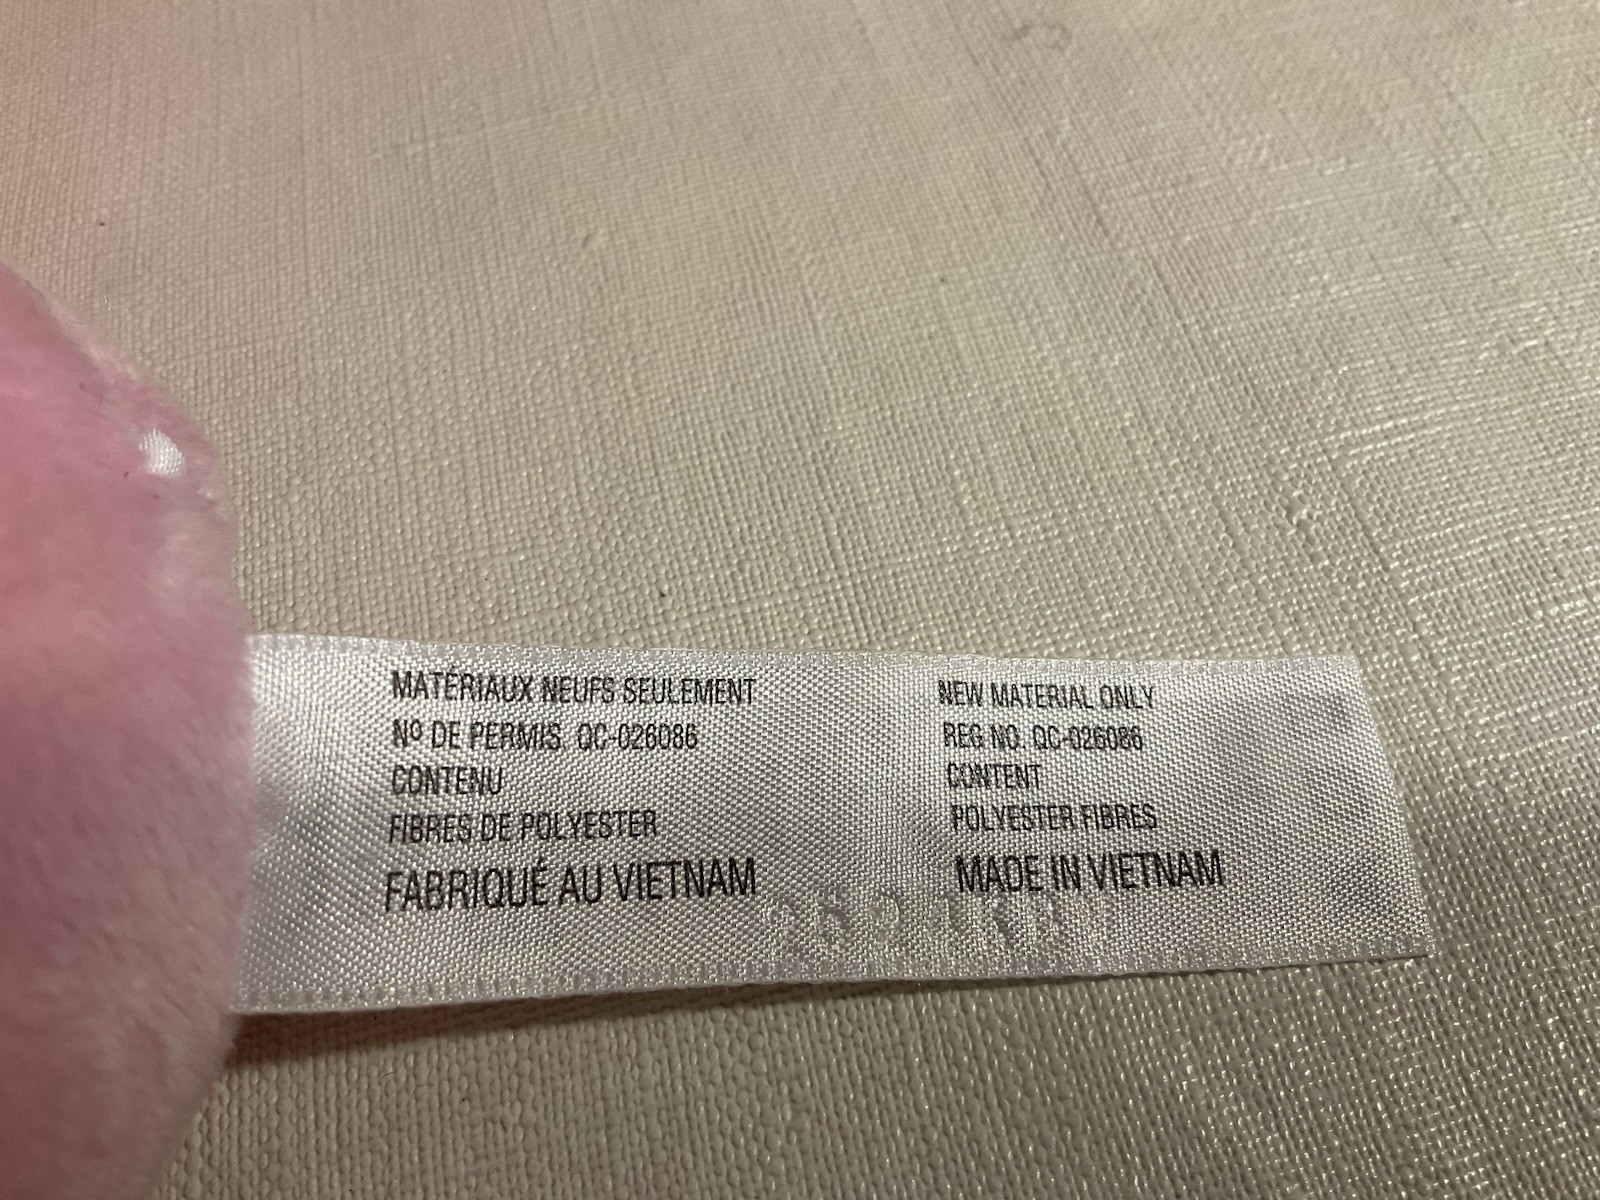 MATÉRIAUX NEUFS SEULEMENT
Nº DE PERMIS. QC-026086
CONTENU
FIBRES DE POLYESTER
FABRIQUÉ AU VIETNAM
NEW MATERIAL ONLY
REG NO. QC-026086
CONTENT
POLYESTER FIBRES
MADE IN VIETNAM